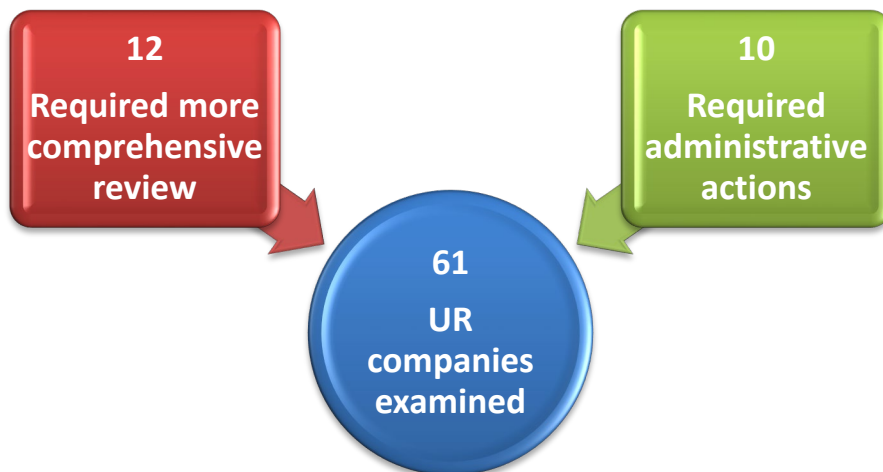 12
Required more
comprehensive
review
10
Required
administrative
actions
61
UR
companies
examined